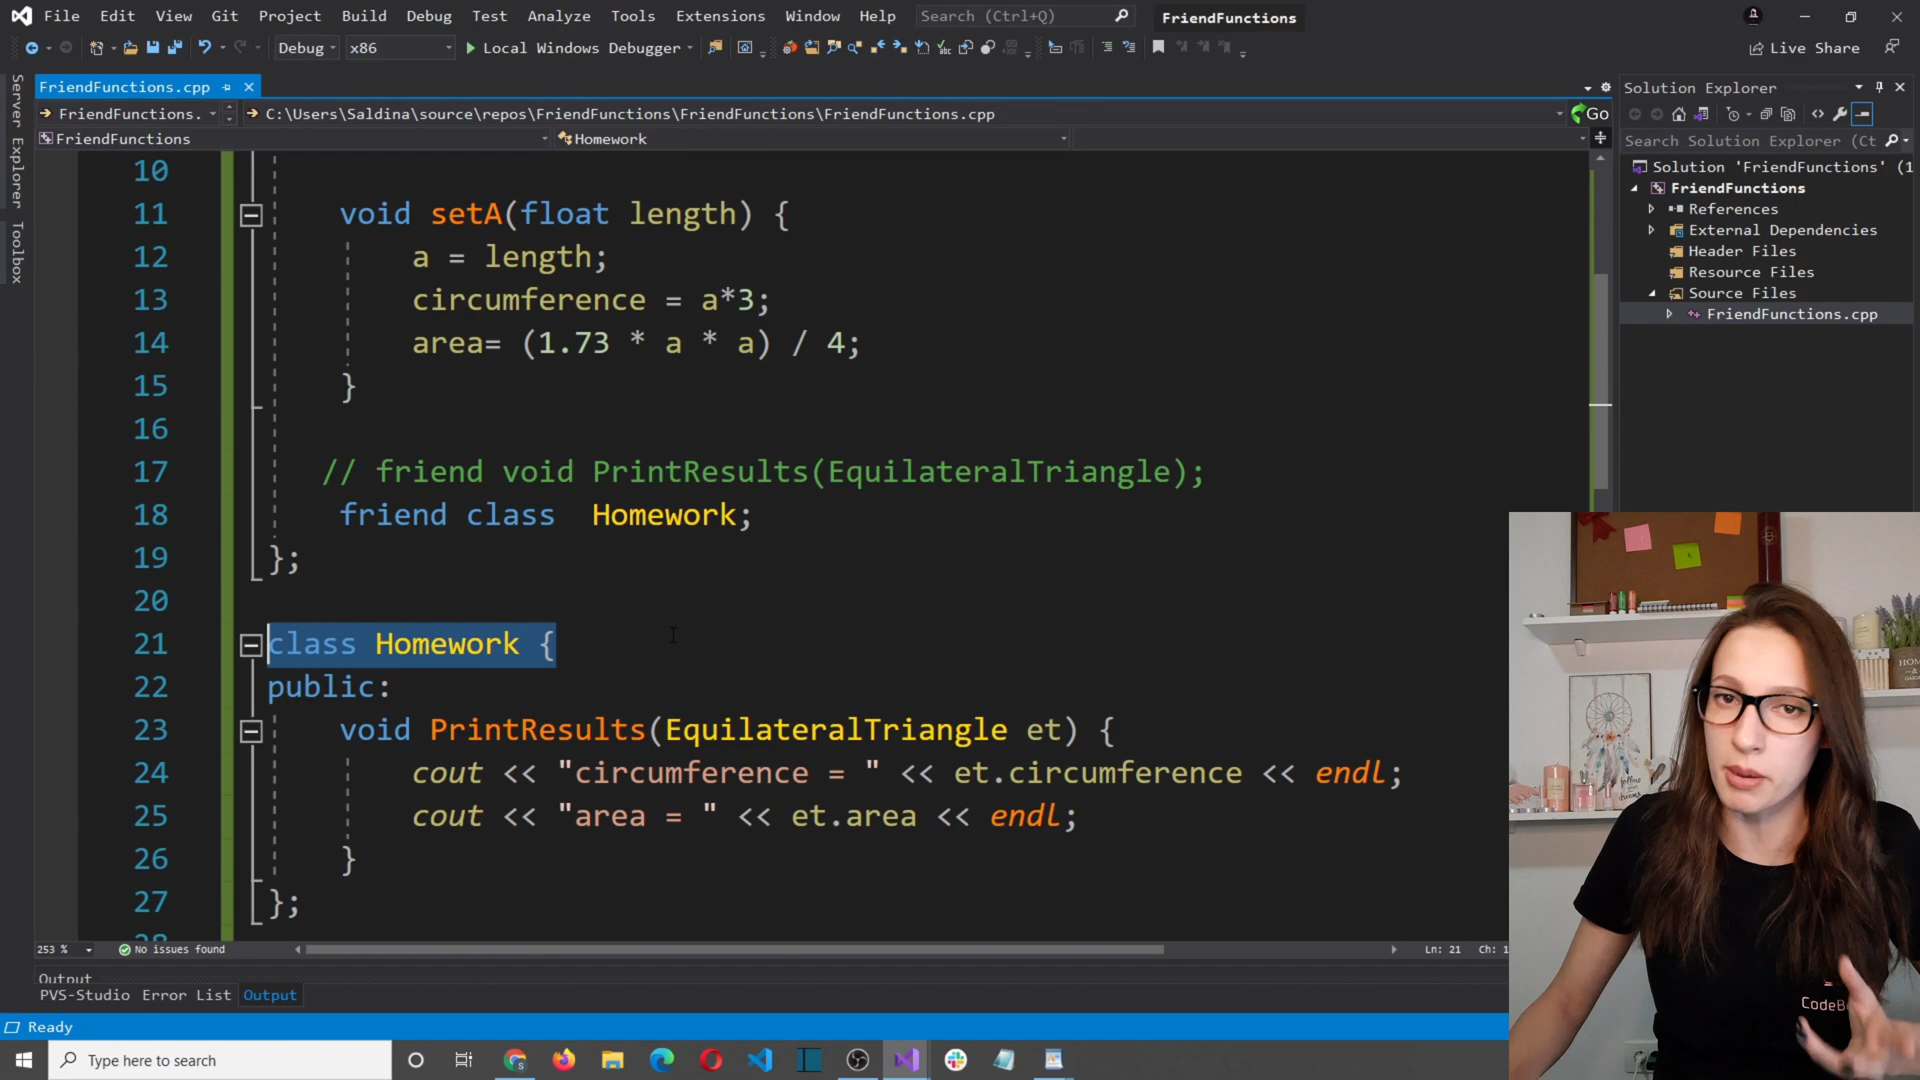 File Edit View Git Project Build Debug Test Analyze Tools Extensions Window Help Search (Ctrl+Q) FriendFunctions
Debug x86 Local Windows Debugger Live Share
FriendFunctions.cpp
FriendFunctions. C:\Users\Saldina\source\repos\FriendFunctions\FriendFunctions\FriendFunctions.cpp Go
FriendFunctions Homework
Server Explorer
Toolbox
10
11 void setA(float length) {
12 a = length;
13 circumference = a*3;
14 area= (1.73 * a * a) / 4;
15 }
16
17 // friend void PrintResults(EquilateralTriangle);
18 friend class  Homework;
19 };
20
21 class Homework {
22 public:
23 void PrintResults(EquilateralTriangle et) {
24 cout << "circumference = " << et.circumference << endl;
25 cout << "area = " << et.area << endl;
26 }
27 };
28
253 % No issues found Ln: 21 Ch: 1
Output
PVS-Studio Error List Output
Ready
Type here to search
Solution Explorer
Search Solution Explorer (Ct
Solution 'FriendFunctions' (1
FriendFunctions
References
External Dependencies
Header Files
Resource Files
Source Files
FriendFunctions.cpp
follow
your
dreams
HOM
CodeB